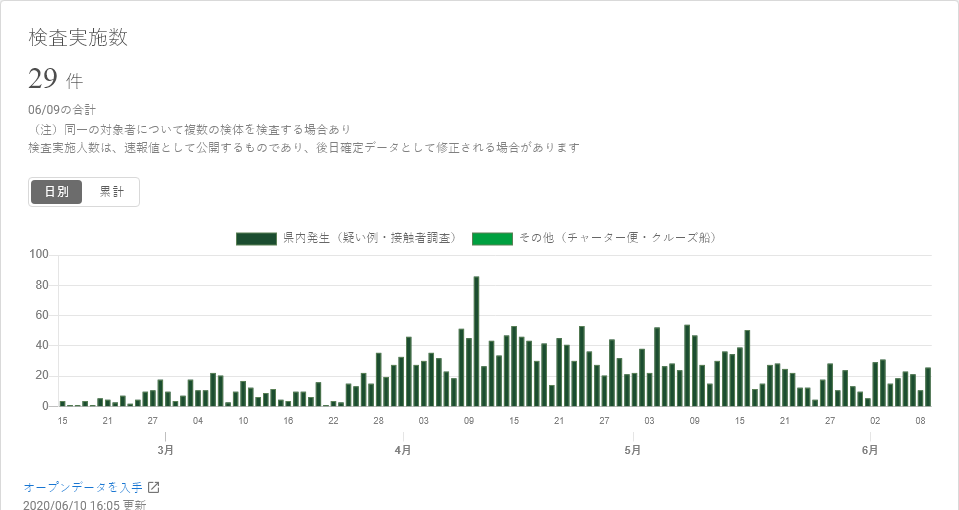 検査実施数
29 件
06/09の合計
（注）同一の対象者について複数の検体を検査する場合あり
検査実施人数は、速報値として公開するものであり、後日確定データとして修正される場合があります
日別 累計
県内発生（疑い例・接触者調査） その他（チャーター便・クルーズ船）
100
80
60
40
20
0
15 21 27 04 10 16 22 28 03 09 15 21 27 03 09 15 21 27 02 08
3月 4月 5月 6月
オープンデータを入手
2020/06/10 16:05 更新